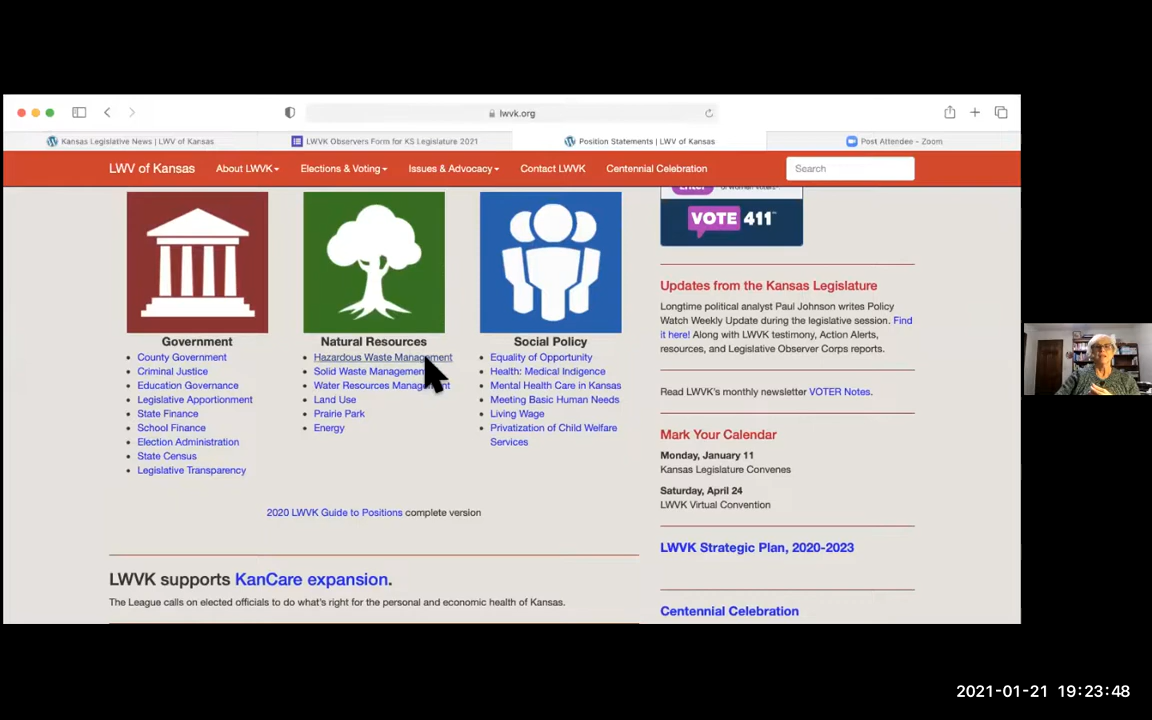 lwvk.org
Kansas Legislative News | LWV of Kansas
LWVK Observers Form for KS Legislature 2021
Position Statements | LWV of Kansas
Post Attendee - Zoom
LWV of Kansas
About LWVK
Elections & Voting
Issues & Advocacy
Contact LWVK
Centennial Celebration
Search
Government
County Government
Criminal Justice
Education Governance
Legislative Apportionment
State Finance
School Finance
Election Administration
State Census
Legislative Transparency
Natural Resources
Hazardous Waste Management
Solid Waste Management
Water Resources Management
Land Use
Prairie Park
Energy
Social Policy
Equality of Opportunity
Health: Medical Indigence
Mental Health Care in Kansas
Meeting Basic Human Needs
Living Wage
Privatization of Child Welfare
Services
2020 LWVK Guide to Positions complete version
LWVK supports KanCare expansion.
The League calls on elected officials to do what's right for the personal and economic health of Kansas.
VOTE 411
Updates from the Kansas Legislature
Longtime political analyst Paul Johnson writes Policy
Watch Weekly Update during the legislative session. Find
it here! Along with LWVK testimony, Action Alerts,
resources, and Legislative Observer Corps reports.
Read LWVK's monthly newsletter VOTER Notes.
Mark Your Calendar
Monday, January 11
Kansas Legislature Convenes
Saturday, April 24
LWVK Virtual Convention
LWVK Strategic Plan, 2020-2023
Centennial Celebration
2021-01-21 19:23:48